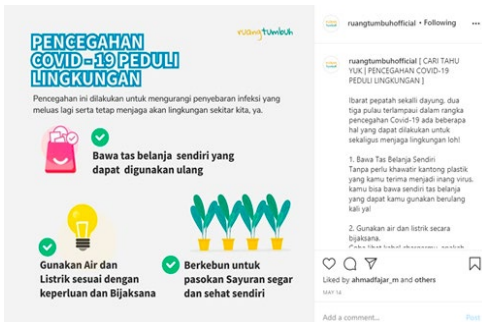 ruangtumbuh
PENCEGAHAN
COVID - 19 PEDULI
LINGKUNGAN
Pencegahan ini dilakukan untuk mengurangi penyebaran infeksi yang
meluas lagi serta tetap menjaga akan lingkungan sekitar kita, ya.
Bawa tas belanja sendiri yang
dapat digunakan ulang
Gunakan Air dan
Listrik sesuai dengan
keperluan dan Bijaksana
Berkebun untuk
pasokan Sayuran segar
dan sehat sendiri
ruangtumbuhofficial • Following
ruangtumbuhofficial [ CARI TAHU
YUK | PENCEGAHAN COVID-19
PEDULI LINGKUNGAN ]
Ibarat pepatah sekalli dayung, dua
tiga pulau terlampau dalam rangka
pencegahan Covid-19 ada beberapa
hal yang dapat dilakukan untuk
sekaligus menjaga lingkungan loh!
1. Bawa Tas Belanja Sendiri
Tanpa perlu khawatir kantong plastik
yang kamu terima menjadi inang virus.
kamu bisa bawa sendiri tas belanja
yang dapat kamu gunakan berulang
kali ya!
2. Gunakan air dan listrik secara
bijaksana.
Liked by ahmadfajar_m and others
MAY 14
Add a comment...
Post